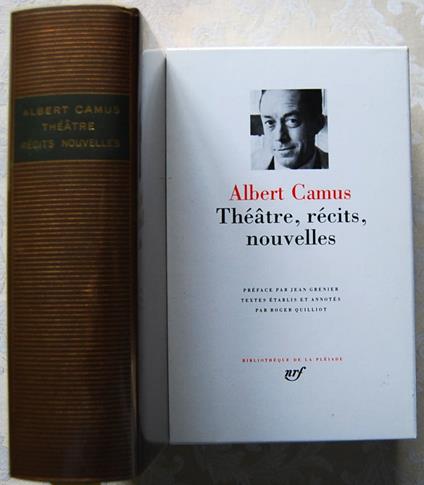 ALBERT CAMUS
THÉÂTRE
RÉCITS NOUVELLES
Albert Camus
Théâtre, récits,
nouvelles
PRÉFACE PAR JEAN GRENIER
TEXTES ÉTABLIS ET ANNOTÉS
PAR ROGER QUILLIOT
BIBLIOTHÈQUE DE LA PLÉIADE
nrf